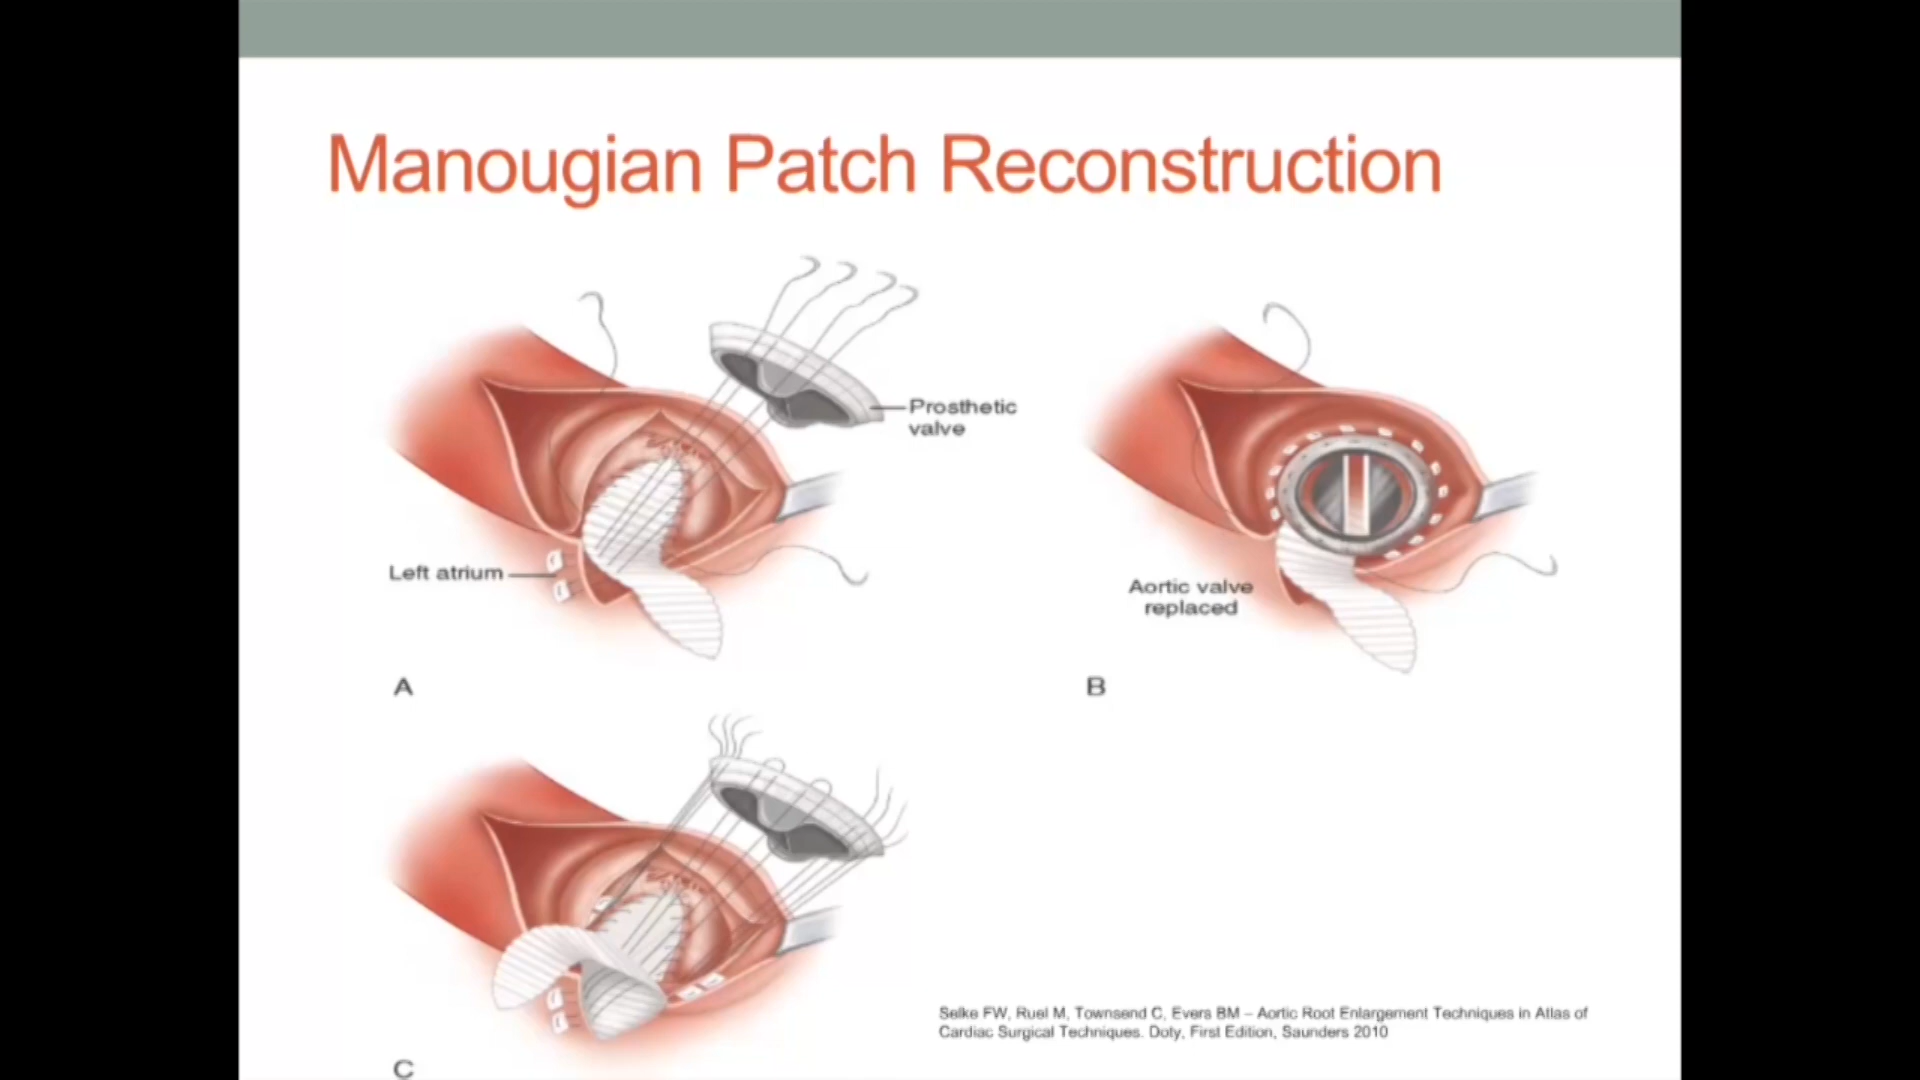 Manougian Patch Reconstruction
Prosthetic
valve
Left atrium
A
Aortic valve
replaced
B
C
Selke FW, Ruel M, Townsend C, Evers BM – Aortic Root Enlargement Techniques in Atlas of
Cardiac Surgical Techniques. Doty, First Edition, Saunders 2010